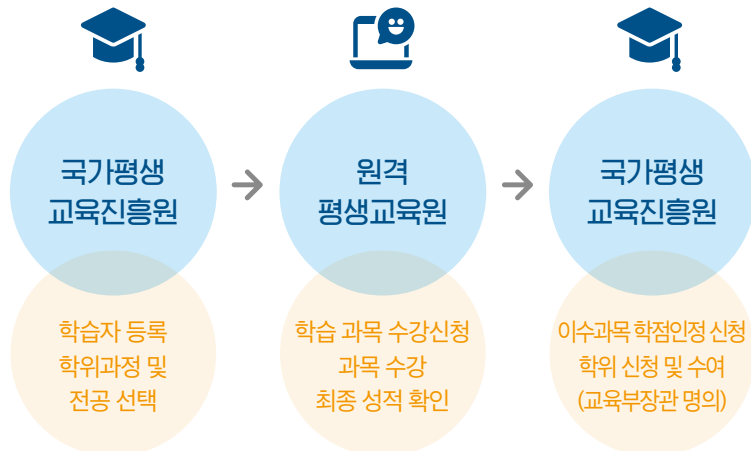 국가평생
교육진흥원
원격
평생교육원
국가평생
교육진흥원
학습자 등록
학위과정 및
전공 선택
학습 과목 수강신청
과목 수강
최종 성적 확인
이수과목 학점인정 신청
학위 신청 및 수여
(교육부장관 명의)